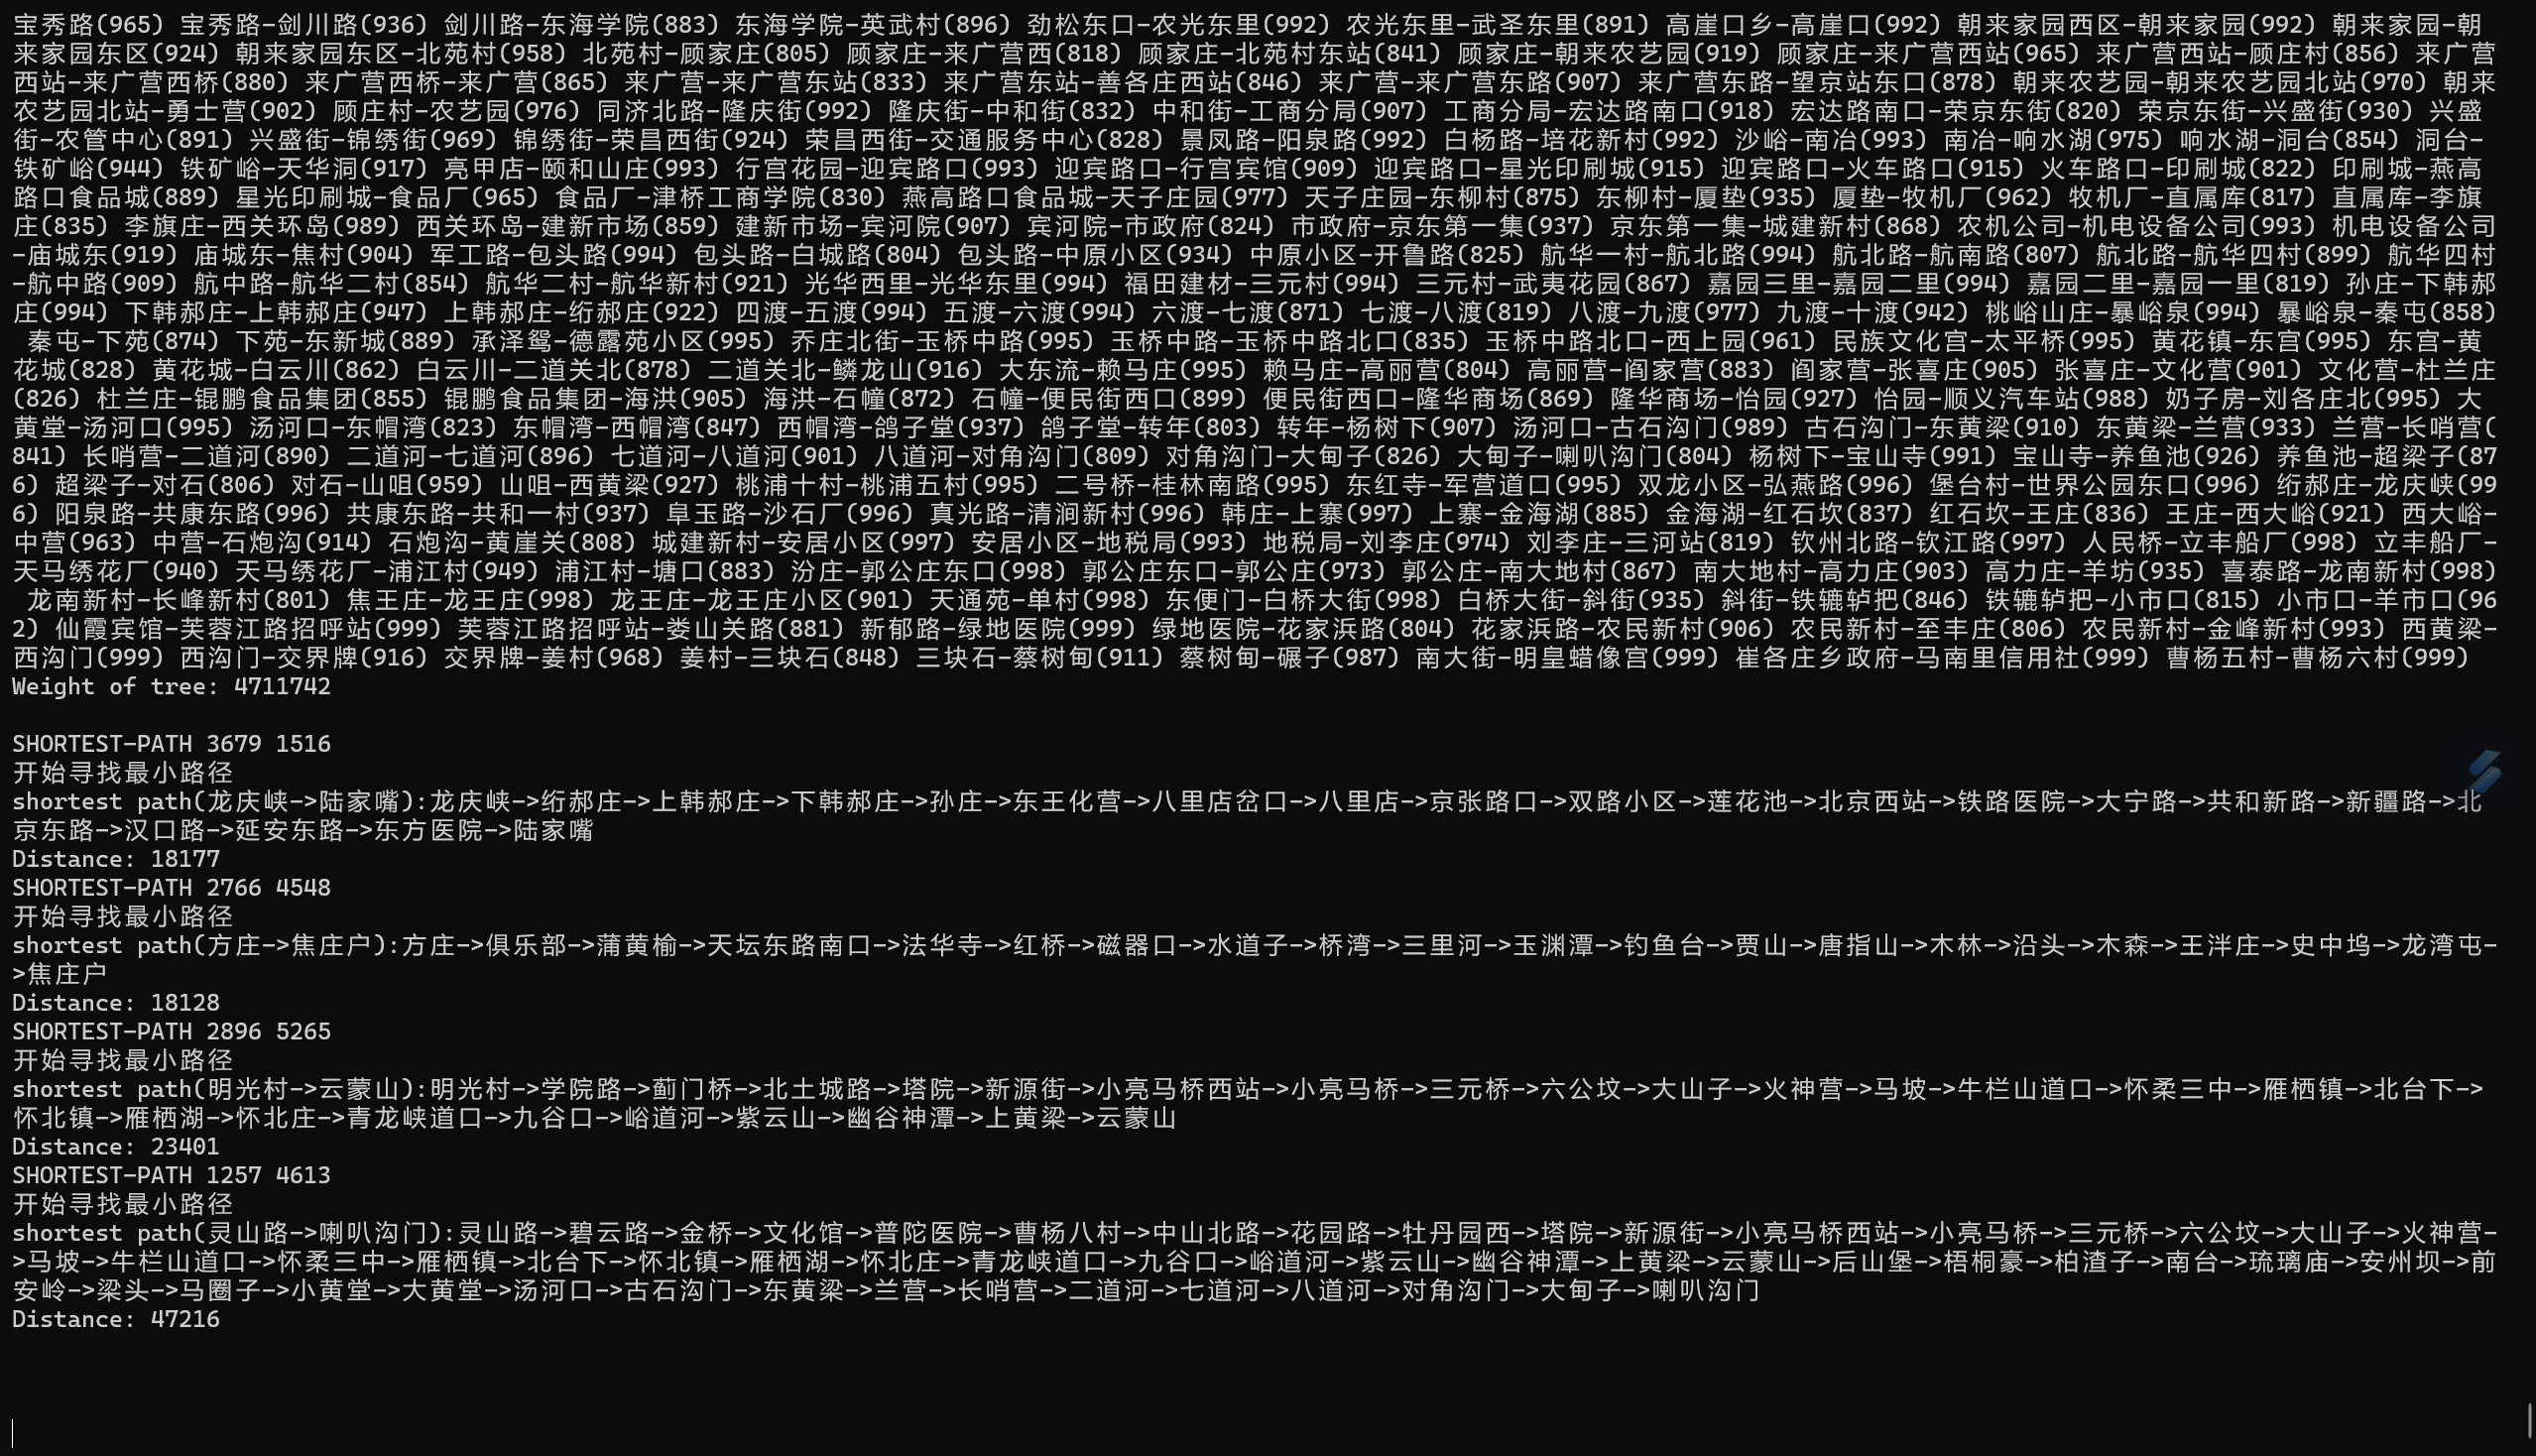 宝秀路(965) 宝秀路-剑川路(936) 剑川路-东海学院(883) 东海学院-英武村(896) 劲松东口-农光东里(992) 农光东里-武圣东里(891) 高崖口乡-高崖口(992) 朝来家园西区-朝来家园(992) 朝来家园-朝
来家园东区(924) 朝来家园东区-北苑村(958) 北苑村-顾家庄(805) 顾家庄-来广营西(818) 顾家庄-北苑村东站(841) 顾家庄-朝来农艺园(919) 顾家庄-来广营西站(965) 来广营西站-顾庄村(856) 来广营
西站-来广营西桥(880) 来广营西桥-来广营(865) 来广营-来广营东站(833) 来广营东站-善各庄西站(846) 来广营-来广营东路(907) 来广营东路-望京站东口(878) 朝来农艺园-朝来农艺园北站(970) 朝来
农艺园北站-勇士营(902) 顾庄村-农艺园(976) 同济北路-隆庆街(992) 隆庆街-中和街(832) 中和街-工商分局(907) 工商分局-宏达路南口(918) 宏达路南口-荣京东街(820) 荣京东街-兴盛街(930) 兴盛
街-农管中心(891) 兴盛街-锦绣街(969) 锦绣街-荣昌西街(924) 荣昌西街-交通服务中心(828) 景凤路-阳泉路(992) 白杨路-培花新村(992) 沙峪-南冶(993) 南冶-响水湖(975) 响水湖-洞台(854) 洞台-
铁矿峪(944) 铁矿峪-天华洞(917) 亮甲店-颐和山庄(993) 行宫花园-迎宾路口(993) 迎宾路口-行宫宾馆(909) 迎宾路口-星光印刷城(915) 迎宾路口-火车路口(915) 火车路口-印刷城(822) 印刷城-燕高
路口食品城(889) 星光印刷城-食品厂(965) 食品厂-津桥工商学院(830) 燕高路口食品城-天子庄园(977) 天子庄园-东柳村(875) 东柳村-厦垫(935) 厦垫-牧机厂(962) 牧机厂-直属库(817) 直属库-李旗
庄(835) 李旗庄-西关环岛(989) 西关环岛-建新市场(859) 建新市场-宾河院(907) 宾河院-市政府(824) 市政府-京东第一集(937) 京东第一集-城建新村(868) 农机公司-机电设备公司(993) 机电设备公司
-庙城东(919) 庙城东-焦村(904) 军工路-包头路(994) 包头路-白城路(804) 包头路-中原小区(934) 中原小区-开鲁路(825) 航华一村-航北路(994) 航北路-航南路(807) 航北路-航华四村(899) 航华四村
-航中路(909) 航中路-航华二村(854) 航华二村-航华新村(921) 光华西里-光华东里(994) 福田建材-三元村(994) 三元村-武夷花园(867) 嘉园三里-嘉园二里(994) 嘉园二里-嘉园一里(819) 孙庄-下韩郝
庄(994) 下韩郝庄-上韩郝庄(947) 上韩郝庄-绗郝庄(922) 四渡-五渡(994) 五渡-六渡(994) 六渡-七渡(871) 七渡-八渡(819) 八渡-九渡(977) 九渡-十渡(942) 桃峪山庄-暴峪泉(994) 暴峪泉-秦屯(858)
 秦屯-下苑(874) 下苑-东新城(889) 承泽鸳-德露苑小区(995) 乔庄北街-玉桥中路(995) 玉桥中路-玉桥中路北口(835) 玉桥中路北口-西上园(961) 民族文化宫-太平桥(995) 黄花镇-东宫(995) 东宫-黄
花城(828) 黄花城-白云川(862) 白云川-二道关北(878) 二道关北-鳞龙山(916) 大东流-赖马庄(995) 赖马庄-高丽营(804) 高丽营-阎家营(883) 阎家营-张喜庄(905) 张喜庄-文化营(901) 文化营-杜兰庄
(826) 杜兰庄-锟鹏食品集团(855) 锟鹏食品集团-海洪(905) 海洪-石幢(872) 石幢-便民街西口(899) 便民街西口-隆华商场(869) 隆华商场-怡园(927) 怡园-顺义汽车站(988) 奶子房-刘各庄北(995) 大
黄堂-汤河口(995) 汤河口-东帽湾(823) 东帽湾-西帽湾(847) 西帽湾-鸽子堂(937) 鸽子堂-转年(803) 转年-杨树下(907) 汤河口-古石沟门(989) 古石沟门-东黄梁(910) 东黄梁-兰营(933) 兰营-长哨营(
841) 长哨营-二道河(890) 二道河-七道河(896) 七道河-八道河(901) 八道河-对角沟门(809) 对角沟门-大甸子(826) 大甸子-喇叭沟门(804) 杨树下-宝山寺(991) 宝山寺-养鱼池(926) 养鱼池-超梁子(87
6) 超梁子-对石(806) 对石-山咀(959) 山咀-西黄梁(927) 桃浦十村-桃浦五村(995) 二号桥-桂林南路(995) 东红寺-军营道口(995) 双龙小区-弘燕路(996) 堡台村-世界公园东口(996) 绗郝庄-龙庆峡(99
6) 阳泉路-共康东路(996) 共康东路-共和一村(937) 阜玉路-沙石厂(996) 真光路-清涧新村(996) 韩庄-上寨(997) 上寨-金海湖(885) 金海湖-红石坎(837) 红石坎-王庄(836) 王庄-西大峪(921) 西大峪-
中营(963) 中营-石炮沟(914) 石炮沟-黄崖关(808) 城建新村-安居小区(997) 安居小区-地税局(993) 地税局-刘李庄(974) 刘李庄-三河站(819) 钦州北路-钦江路(997) 人民桥-立丰船厂(998) 立丰船厂-
天马绣花厂(940) 天马绣花厂-浦江村(949) 浦江村-塘口(883) 汾庄-郭公庄东口(998) 郭公庄东口-郭公庄(973) 郭公庄-南大地村(867) 南大地村-高力庄(903) 高力庄-羊坊(935) 喜泰路-龙南新村(998)
 龙南新村-长峰新村(801) 焦王庄-龙王庄(998) 龙王庄-龙王庄小区(901) 天通苑-单村(998) 东便门-白桥大街(998) 白桥大街-斜街(935) 斜街-铁辘轳把(846) 铁辘轳把-小市口(815) 小市口-羊市口(96
2) 仙霞宾馆-芙蓉江路招呼站(999) 芙蓉江路招呼站-娄山关路(881) 新郁路-绿地医院(999) 绿地医院-花家浜路(804) 花家浜路-农民新村(906) 农民新村-至丰庄(806) 农民新村-金峰新村(993) 西黄梁-
西沟门(999) 西沟门-交界牌(916) 交界牌-姜村(968) 姜村-三块石(848) 三块石-蔡树甸(911) 蔡树甸-碾子(987) 南大街-明皇蜡像宫(999) 崔各庄乡政府-马南里信用社(999) 曹杨五村-曹杨六村(999)
Weight of tree: 4711742
SHORTEST-PATH 3679 1516
开始寻找最小路径
shortest path(龙庆峡->陆家嘴):龙庆峡->绗郝庄->上韩郝庄->下韩郝庄->孙庄->东王化营->八里店岔口->八里店->京张路口->双路小区->莲花池->北京西站->铁路医院->大宁路->共和新路->新疆路->北
京东路->汉口路->延安东路->东方医院->陆家嘴
Distance: 18177
SHORTEST-PATH 2766 4548
开始寻找最小路径
shortest path(方庄->焦庄户):方庄->俱乐部->蒲黄榆->天坛东路南口->法华寺->红桥->磁器口->水道子->桥湾->三里河->玉渊潭->钓鱼台->贾山->唐指山->木林->沿头->木森->王泮庄->史中坞->龙湾屯-
>焦庄户
Distance: 18128
SHORTEST-PATH 2896 5265
开始寻找最小路径
shortest path(明光村->云蒙山):明光村->学院路->蓟门桥->北土城路->塔院->新源街->小亮马桥西站->小亮马桥->三元桥->六公坟->大山子->火神营->马坡->牛栏山道口->怀柔三中->雁栖镇->北台下->
怀北镇->雁栖湖->怀北庄->青龙峡道口->九谷口->峪道河->紫云山->幽谷神潭->上黄梁->云蒙山
Distance: 23401
SHORTEST-PATH 1257 4613
开始寻找最小路径
shortest path(灵山路->喇叭沟门):灵山路->碧云路->金桥->文化馆->普陀医院->曹杨八村->中山北路->花园路->牡丹园西->塔院->新源街->小亮马桥西站->小亮马桥->三元桥->六公坟->大山子->火神营-
>马坡->牛栏山道口->怀柔三中->雁栖镇->北台下->怀北镇->雁栖湖->怀北庄->青龙峡道口->九谷口->峪道河->紫云山->幽谷神潭->上黄梁->云蒙山->后山堡->梧桐豪->柏渣子->南台->琉璃庙->安州坝->前
安岭->梁头->马圈子->小黄堂->大黄堂->汤河口->古石沟门->东黄梁->兰营->长哨营->二道河->七道河->八道河->对角沟门->大甸子->喇叭沟门
Distance: 47216